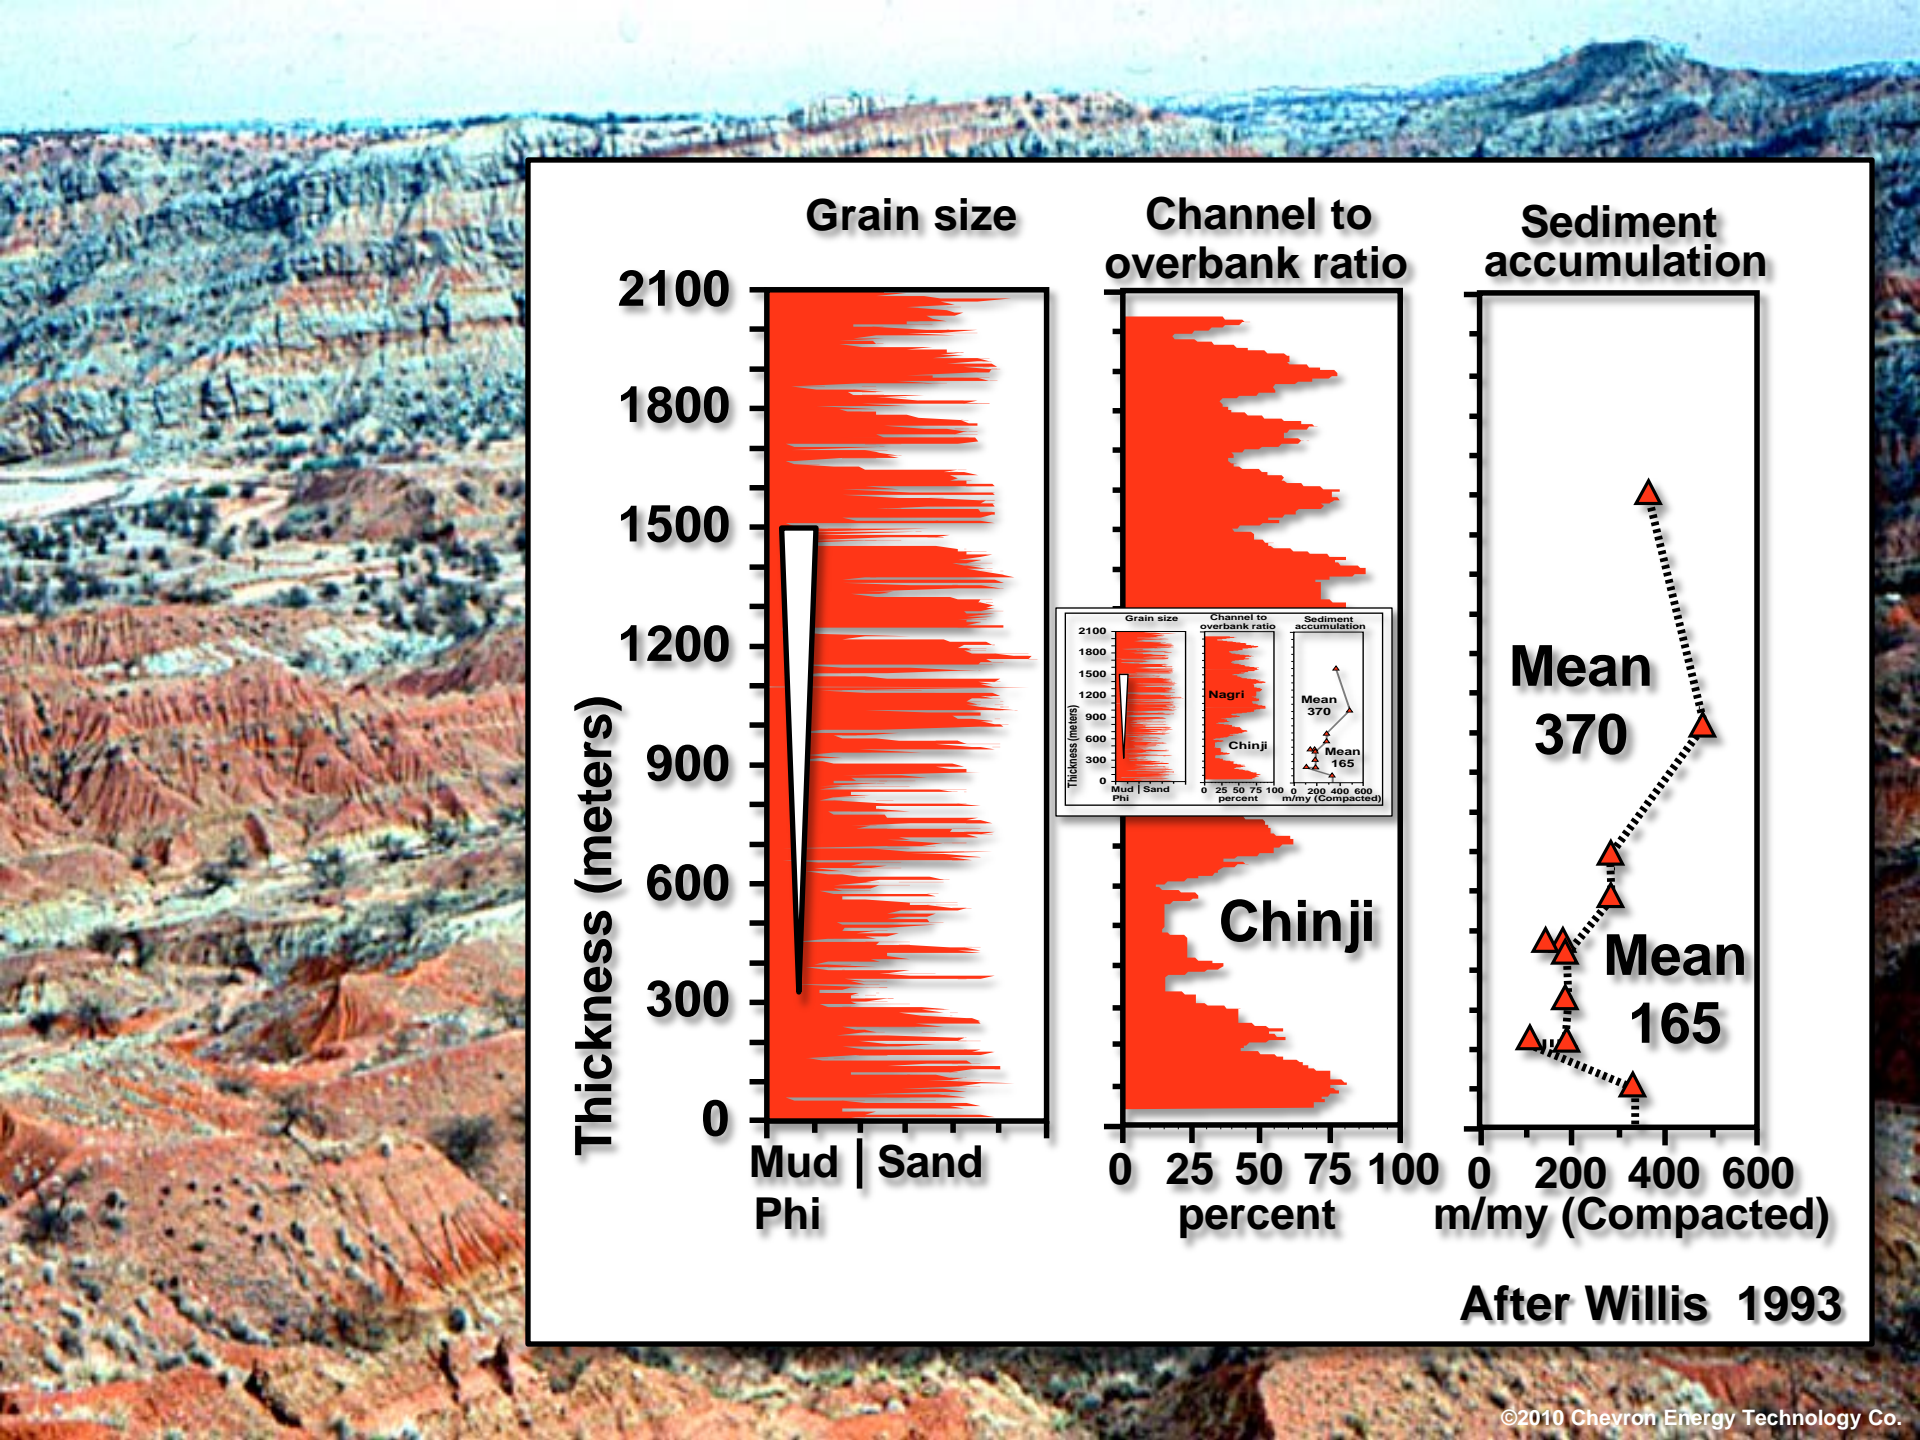 Grain size
Channel to
overbank ratio
Sediment
accumulation
2100
1800
1500
1200
900
600
300
0
Thickness (meters)
Mud | Sand
Phi
0 25 50 75 100
percent
Chinji
Mean
370
Mean
165
0 200 400 600
m/my (Compacted)
Grain size
Channel to
overbank ratio
Sediment
accumulation
2100
1800
1500
1200
900
600
300
0
Thickness (meters)
Mud | Sand
Phi
Nagri
Chinji
0 25 50 75 100
percent
Mean
370
Mean
165
0 200 400 600
m/my (Compacted)
After Willis 1993
©2010 Chevron Energy Technology Co.